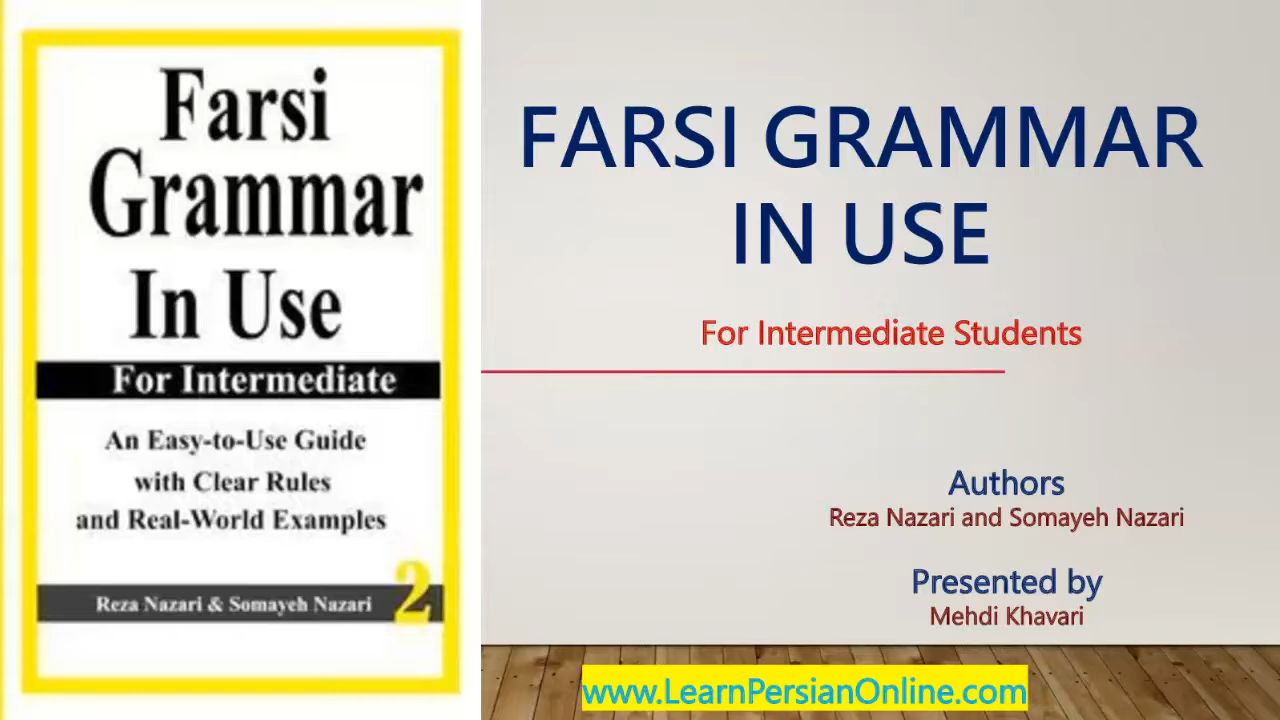 Farsi
Grammar
In Use
For Intermediate
An Easy-to-Use Guide
with Clear Rules
and Real-World Examples
2
Reza Nazari & Somayeh Nazari
FARSI GRAMMAR
IN USE
For Intermediate Students
Authors
Reza Nazari and Somayeh Nazari
Presented by
Mehdi Khavari
www.LearnPersianOnline.com